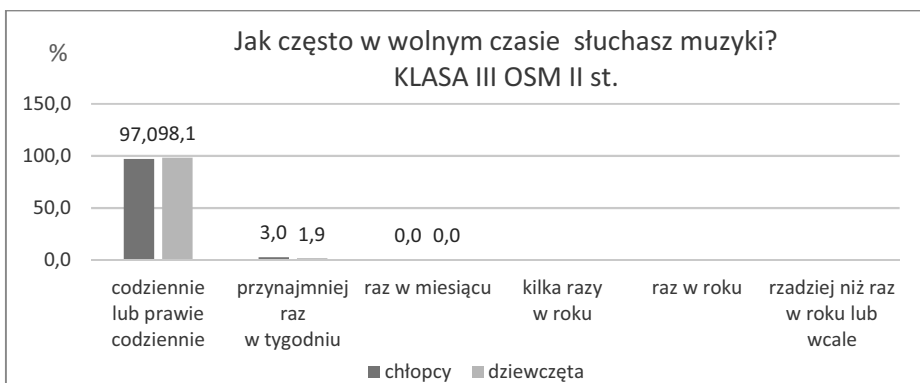 %
Jak często w wolnym czasie słuchasz muzyki?
KLASA III OSM II st.
150,0
100,0
50,0
0,0
97,0 98,1
3,0 1,9
0,0 0,0
codziennie
lub prawie
codziennie
przynajmniej
raz
w tygodniu
raz w miesiącu
kilka razy
w roku
raz w roku
rzadziej niż raz
w roku lub
wcale
chłopcy dziewczęta